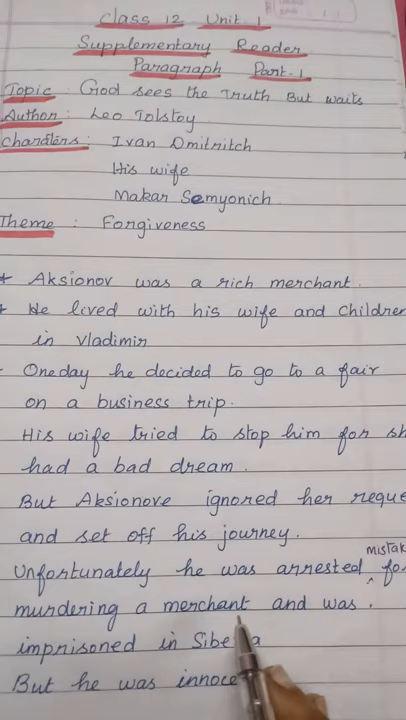 Class 12 Unit. 1
Supplementary Reader
Paragraph Part-1
Topic : God sees the Truth But waits
Author : Leo Tolstoy
: Ivan Dmitritch
His wife
Makar Semyonich
Theme : Forgiveness
* Aksionov was a rich merchant.
* He lived with his wife and children
in Vladimir
One day he decided to go to a fair
on a business trip.
His wife tried to stop him for
had a bad dream.
But Aksionove ignored her
and set off his journey.
Unfortunately he was arrested
murdering a merchant and was.
imprisoned in
But he was